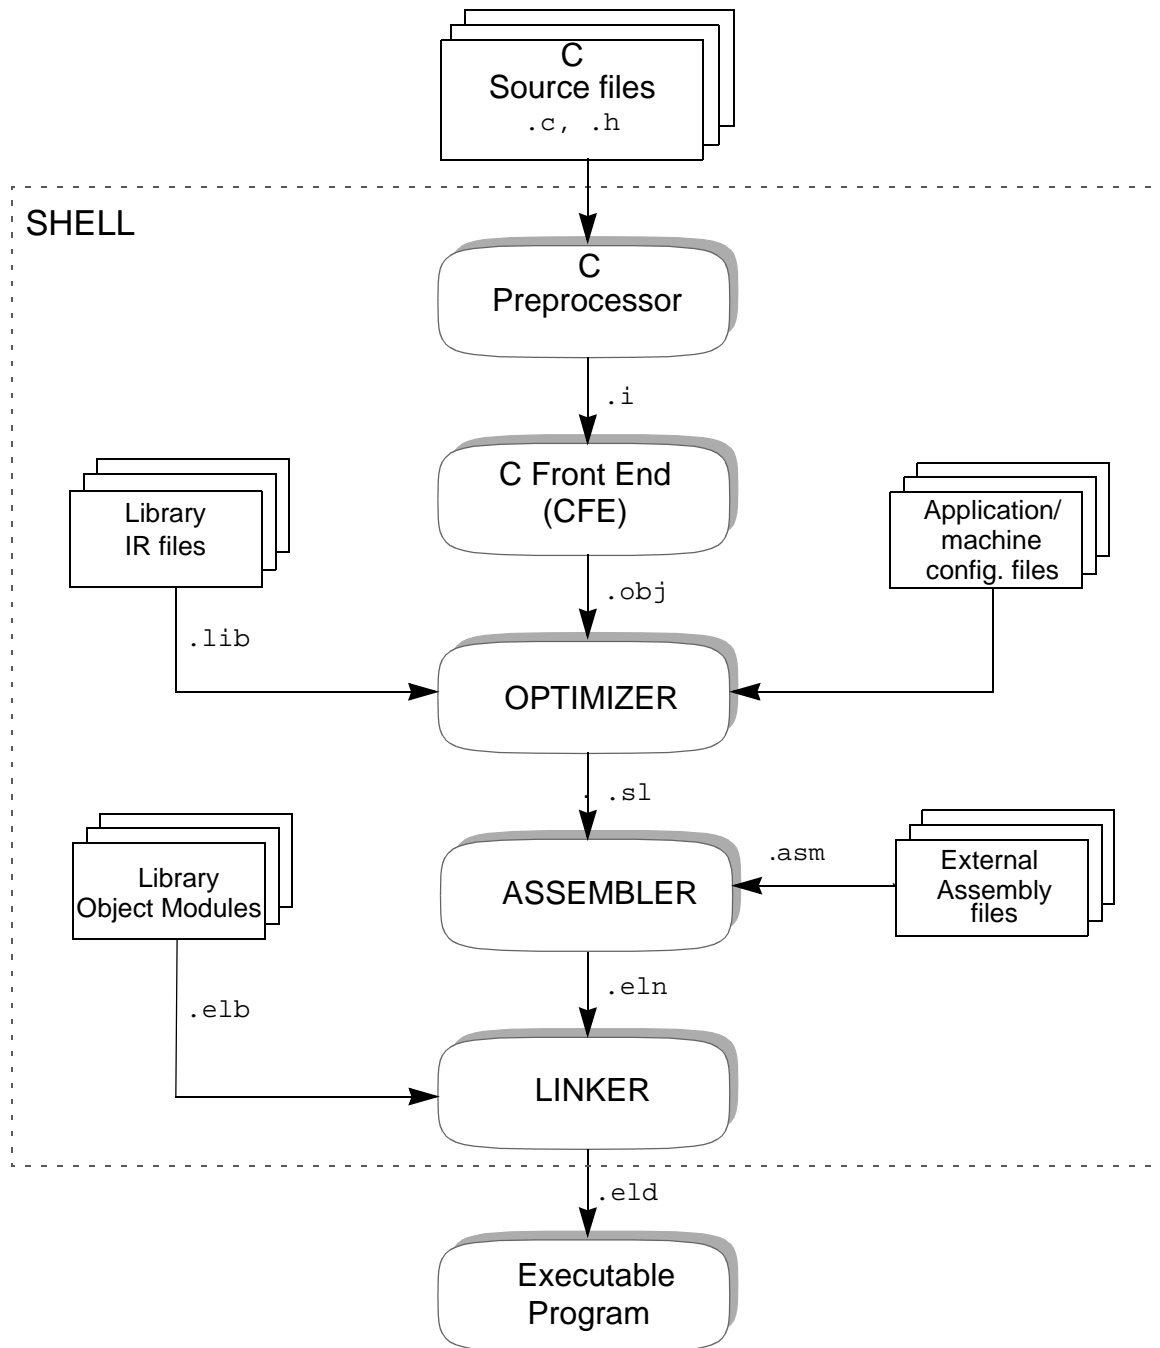 C
Source files
.c, .h
SHELL
C
Preprocessor
.i
C Front End
(CFE)
Library
IR files
Application/
machine
config. files
.obj
.lib
OPTIMIZER
.sl
Library
Object Modules
ASSEMBLER
.asm
External
Assembly
files
.eln
.elb
LINKER
.eld
Executable
Program